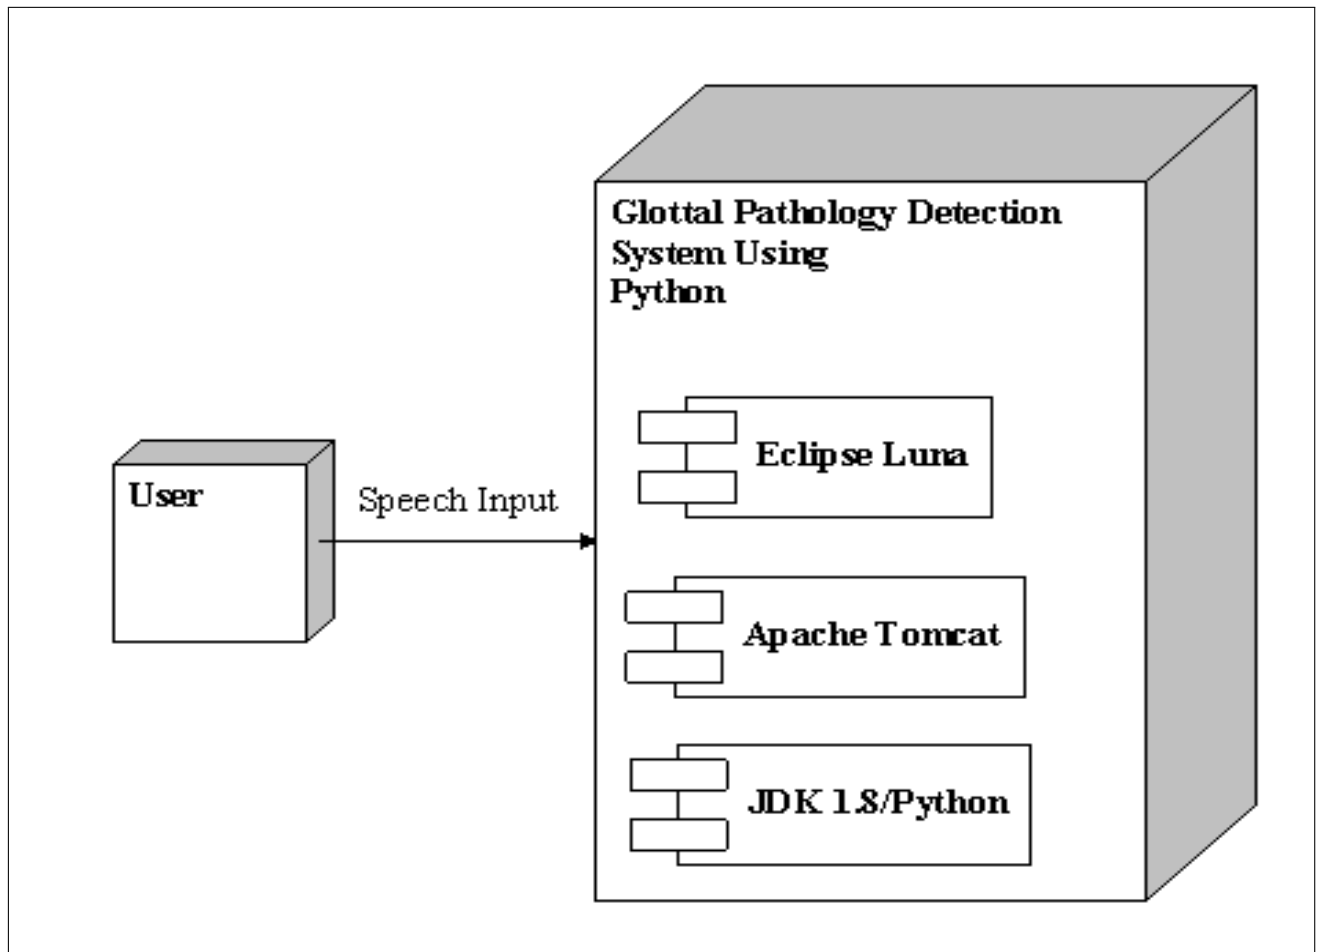 Glottal Pathology Detection
System Using
Python
Eclipse Luna
User
Speech Input
Apache Tomcat
JDK 1.8/Python